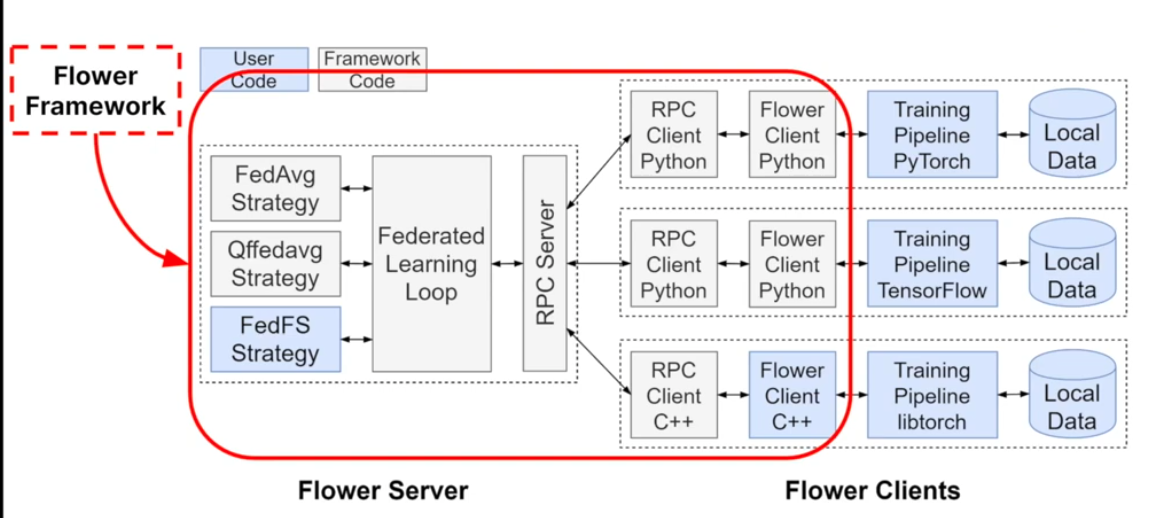 Flower
Framework
User
Code
Framework
Code
FedAvg
Strategy
Qffedavg
Strategy
FedFS
Strategy
Federated
Learning
Loop
RPC Server
RPC
Client
Python
Flower
Client
Python
Training
Pipeline
PyTorch
Local
Data
RPC
Client
Python
Flower
Client
Python
Training
Pipeline
TensorFlow
Local
Data
RPC
Client
C++
Flower
Client
C++
Training
Pipeline
libtorch
Local
Data
Flower Server
Flower Clients